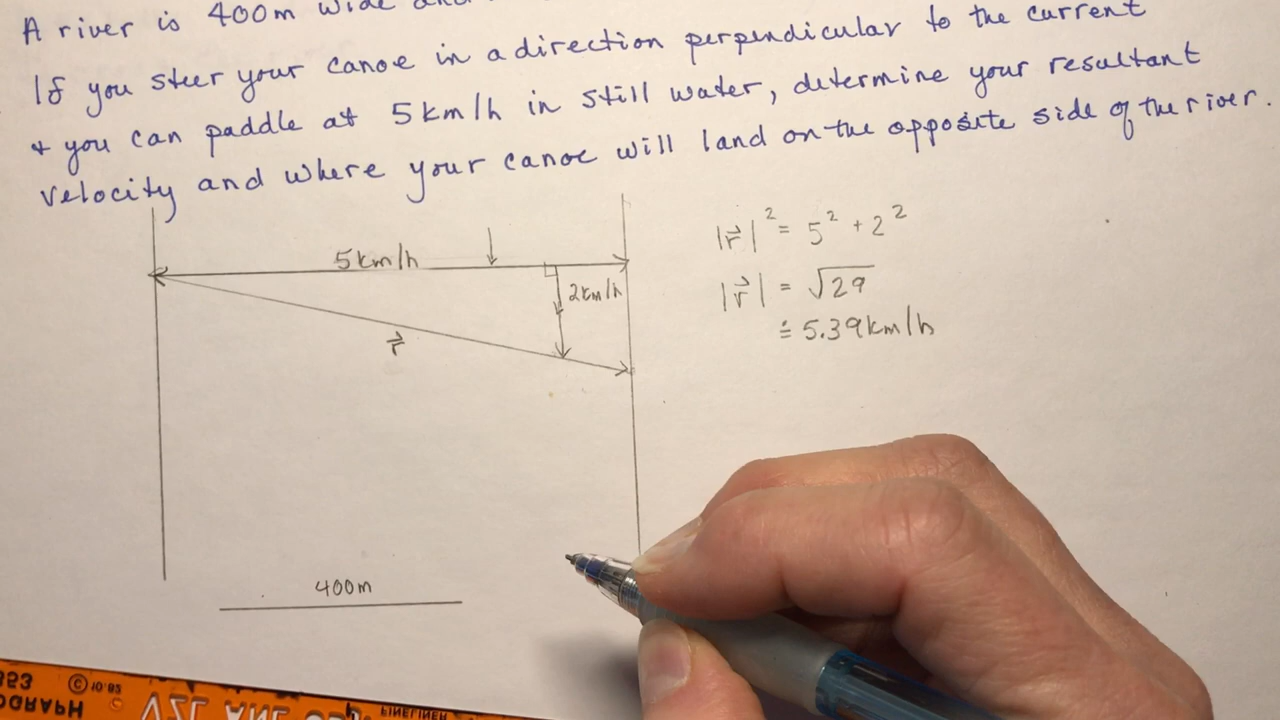 A river is 400m wide
If you steer your canoe in a direction perpendicular to the current
+ you can paddle at 5km/h in still water, determine your resultant
velocity and where your canoe will land on the opposite side of the river.
5km/h
2km/h
r⃗
|r⃗|² = 5² + 2²
|r⃗| = √29
≐ 5.39km/h
400m
© 10.92